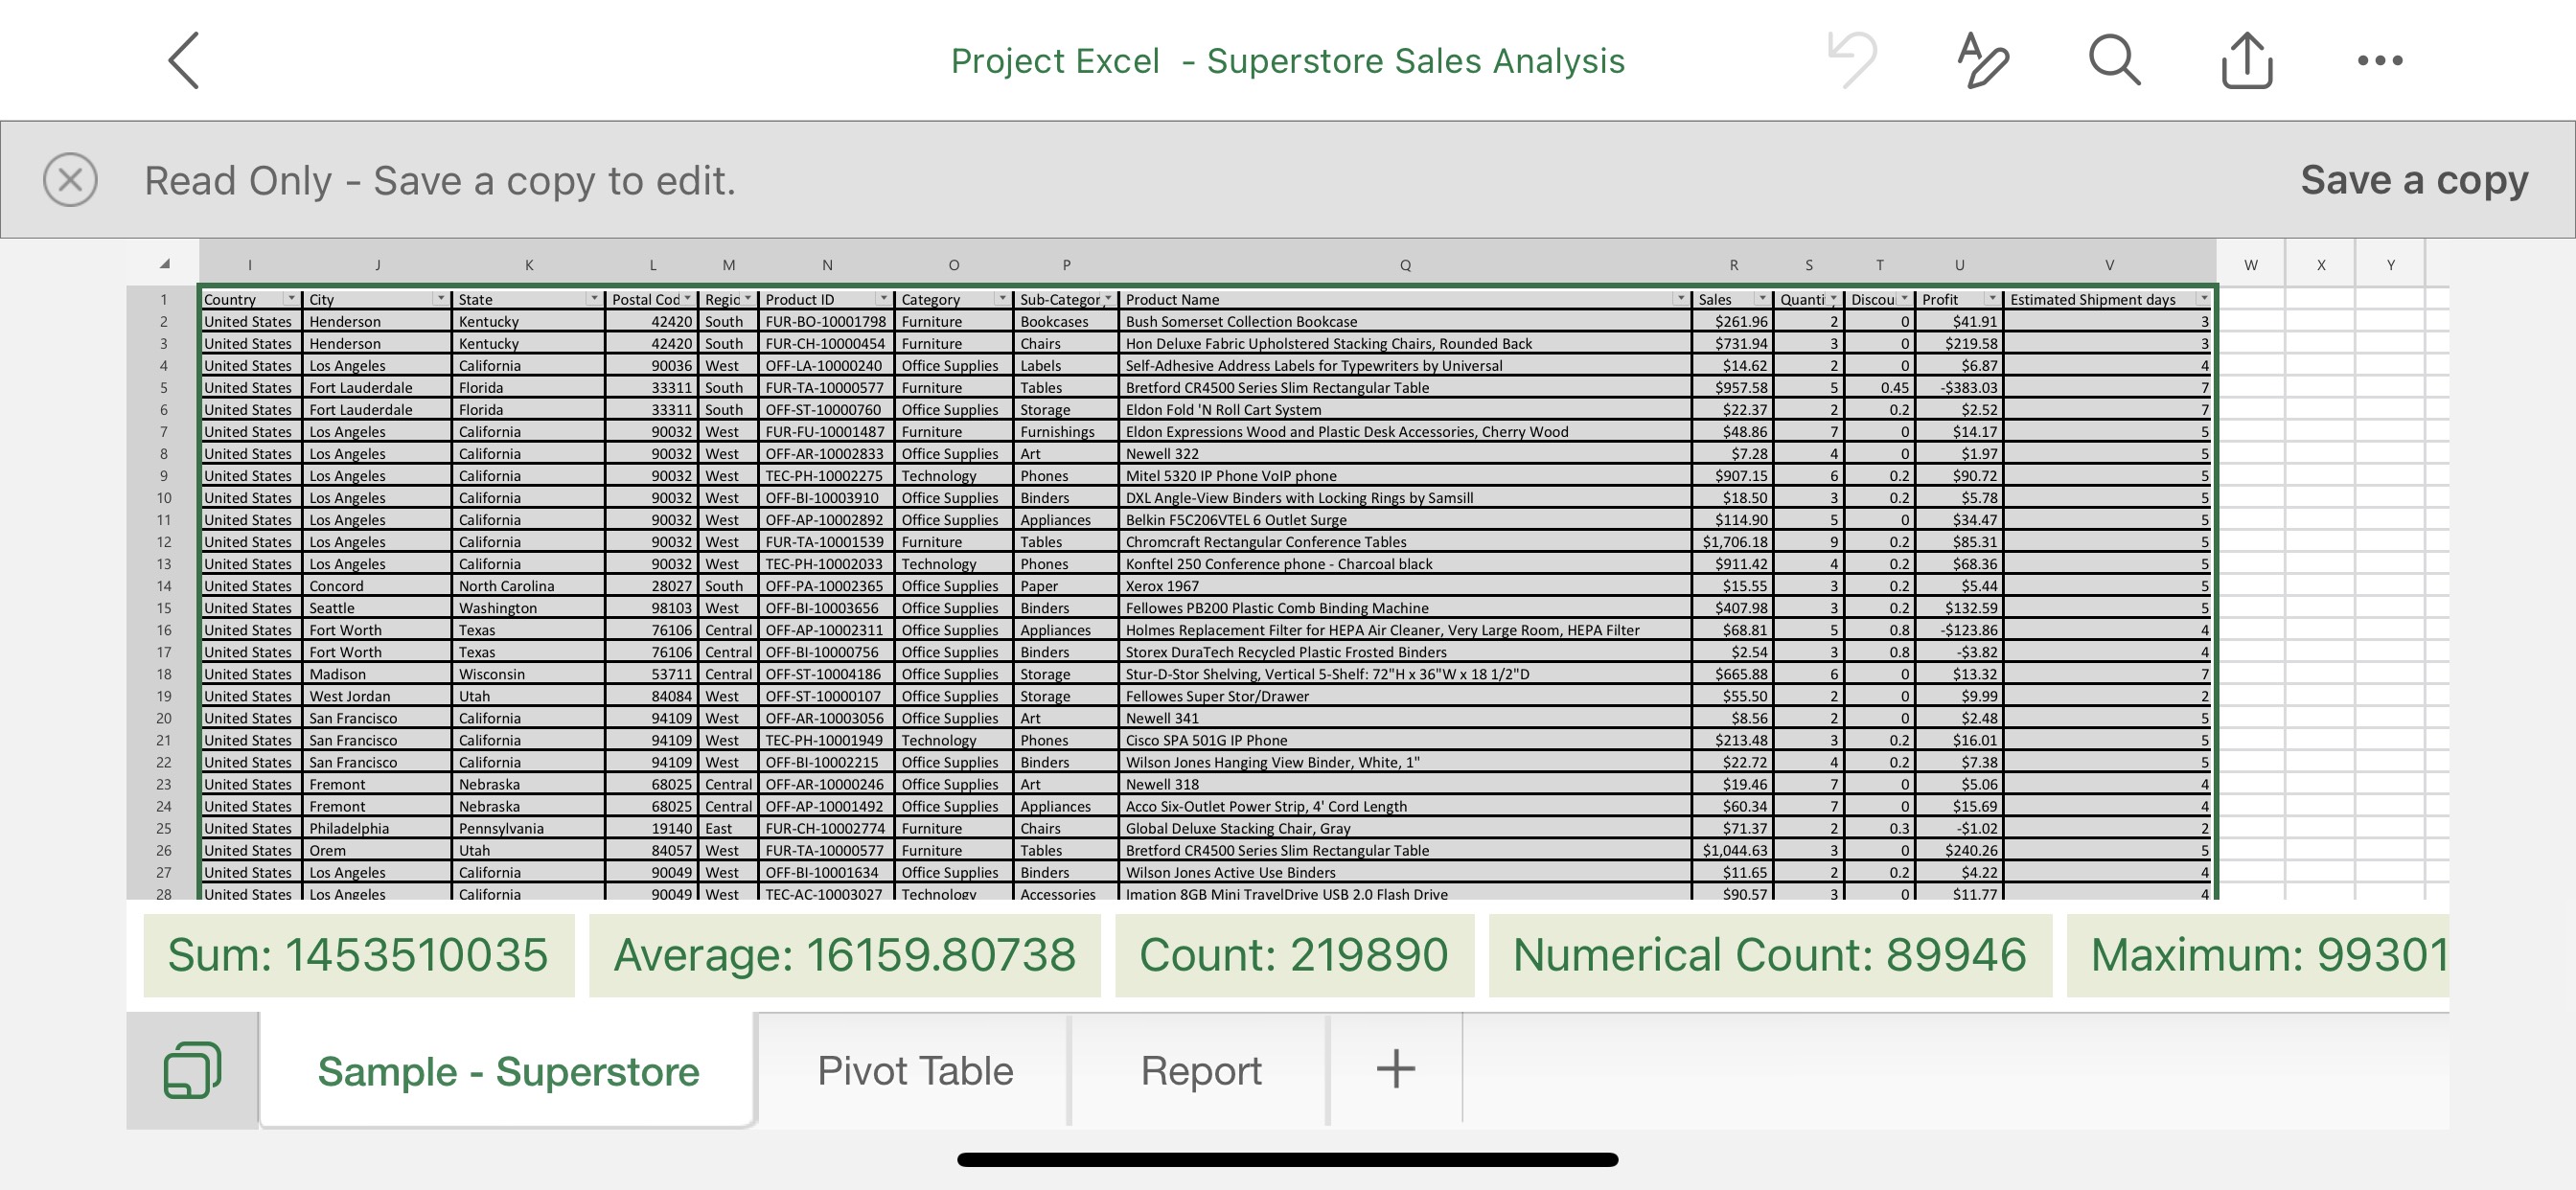 Project Excel - Superstore Sales Analysis
Read Only - Save a copy to edit. Save a copy
I J K L M N O P Q R S T U V W X Y
1 Country City State Postal Cod Regic Product ID Category Sub-Categor Product Name Sales Quanti Discou Profit Estimated Shipment days
2 United States Henderson Kentucky 42420 South FUR-BO-10001798 Furniture Bookcases Bush Somerset Collection Bookcase $261.96 2 0 $41.91 3
3 United States Henderson Kentucky 42420 South FUR-CH-10000454 Furniture Chairs Hon Deluxe Fabric Upholstered Stacking Chairs, Rounded Back $731.94 3 0 $219.58 3
4 United States Los Angeles California 90036 West OFF-LA-10000240 Office Supplies Labels Self-Adhesive Address Labels for Typewriters by Universal $14.62 2 0 $6.87 4
5 United States Fort Lauderdale Florida 33311 South FUR-TA-10000577 Furniture Tables Bretford CR4500 Series Slim Rectangular Table $957.58 5 0.45 -$383.03 7
6 United States Fort Lauderdale Florida 33311 South OFF-ST-10000760 Office Supplies Storage Eldon Fold 'N Roll Cart System $22.37 2 0.2 $2.52 7
7 United States Los Angeles California 90032 West FUR-FU-10001487 Furniture Furnishings Eldon Expressions Wood and Plastic Desk Accessories, Cherry Wood $48.86 7 0 $14.17 5
8 United States Los Angeles California 90032 West OFF-AR-10002833 Office Supplies Art Newell 322 $7.28 4 0 $1.97 5
9 United States Los Angeles California 90032 West TEC-PH-10002275 Technology Phones Mitel 5320 IP Phone VoIP phone $907.15 6 0.2 $90.72 5
10 United States Los Angeles California 90032 West OFF-BI-10003910 Office Supplies Binders DXL Angle-View Binders with Locking Rings by Samsill $18.50 3 0.2 $5.78 5
11 United States Los Angeles California 90032 West OFF-AP-10002892 Office Supplies Appliances Belkin F5C206VTEL 6 Outlet Surge $114.90 5 0 $34.47 5
12 United States Los Angeles California 90032 West FUR-TA-10001539 Furniture Tables Chromcraft Rectangular Conference Tables $1,706.18 9 0.2 $85.31 5
13 United States Los Angeles California 90032 West TEC-PH-10002033 Technology Phones Konftel 250 Conference phone - Charcoal black $911.42 4 0.2 $68.36 5
14 United States Concord North Carolina 28027 South OFF-PA-10002365 Office Supplies Paper Xerox 1967 $15.55 3 0.2 $5.44 5
15 United States Seattle Washington 98103 West OFF-BI-10003656 Office Supplies Binders Fellowes PB200 Plastic Comb Binding Machine $407.98 3 0.2 $132.59 5
16 United States Fort Worth Texas 76106 Central OFF-AP-10002311 Office Supplies Appliances Holmes Replacement Filter for HEPA Air Cleaner, Very Large Room, HEPA Filter $68.81 5 0.8 -$123.86 4
17 United States Fort Worth Texas 76106 Central OFF-BI-10000756 Office Supplies Binders Storex DuraTech Recycled Plastic Frosted Binders $2.54 3 0.8 -$3.82 4
18 United States Madison Wisconsin 53711 Central OFF-ST-10004186 Office Supplies Storage Stur-D-Stor Shelving, Vertical 5-Shelf: 72"H x 36"W x 18 1/2"D $665.88 6 0 $13.32 7
19 United States West Jordan Utah 84084 West OFF-ST-10000107 Office Supplies Storage Fellowes Super Stor/Drawer $55.50 2 0 $9.99 2
20 United States San Francisco California 94109 West OFF-AR-10003056 Office Supplies Art Newell 341 $8.56 2 0 $2.48 5
21 United States San Francisco California 94109 West TEC-PH-10001949 Technology Phones Cisco SPA 501G IP Phone $213.48 3 0.2 $16.01 5
22 United States San Francisco California 94109 West OFF-BI-10002215 Office Supplies Binders Wilson Jones Hanging View Binder, White, 1" $22.72 4 0.2 $7.38 5
23 United States Fremont Nebraska 68025 Central OFF-AR-10000246 Office Supplies Art Newell 318 $19.46 7 0 $5.06 4
24 United States Fremont Nebraska 68025 Central OFF-AP-10001492 Office Supplies Appliances Acco Six-Outlet Power Strip, 4' Cord Length $60.34 7 0 $15.69 4
25 United States Philadelphia Pennsylvania 19140 East FUR-CH-10002774 Furniture Chairs Global Deluxe Stacking Chair, Gray $71.37 2 0.3 -$1.02 2
26 United States Orem Utah 84057 West FUR-TA-10000577 Furniture Tables Bretford CR4500 Series Slim Rectangular Table $1,044.63 3 0 $240.26 5
27 United States Los Angeles California 90049 West OFF-BI-10001634 Office Supplies Binders Wilson Jones Active Use Binders $11.65 2 0.2 $4.22 4
28 United States Los Angeles California 90049 West TEC-AC-10003027 Technology Accessories Imation 8GB Mini TravelDrive USB 2.0 Flash Drive $90.57 3 0 $11.77 4
Sum: 1453510035 Average: 16159.80738 Count: 219890 Numerical Count: 89946 Maximum: 99301
Sample - Superstore Pivot Table Report